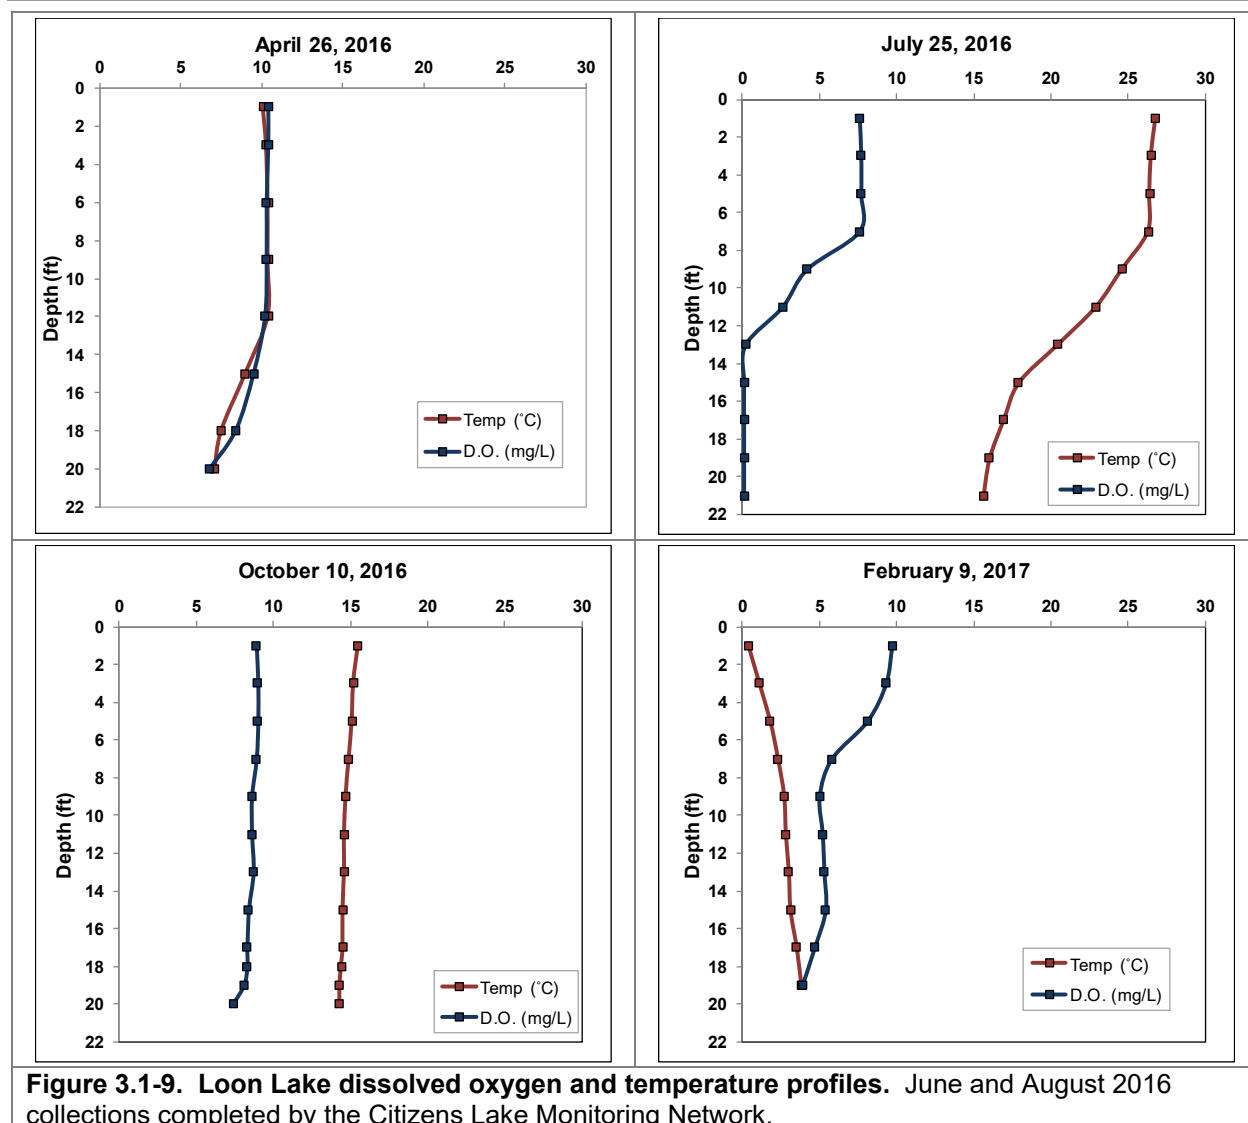 April 26, 2016
0 5 10 15 20 25 30
0
2
4
6
8
10
12
14
16
18
20
22
Depth (ft)
Temp (˚C)
D.O. (mg/L)
July 25, 2016
0 5 10 15 20 25 30
0
2
4
6
8
10
12
14
16
18
20
22
Depth (ft)
Temp (˚C)
D.O. (mg/L)
October 10, 2016
0 5 10 15 20 25 30
0
2
4
6
8
10
12
14
16
18
20
22
Depth (ft)
Temp (˚C)
D.O. (mg/L)
February 9, 2017
0 5 10 15 20 25 30
0
2
4
6
8
10
12
14
16
18
20
22
Depth (ft)
Temp (˚C)
D.O. (mg/L)
Figure 3.1-9. Loon Lake dissolved oxygen and temperature profiles. June and August 2016
collections completed by the Citizens Lake Monitoring Network.